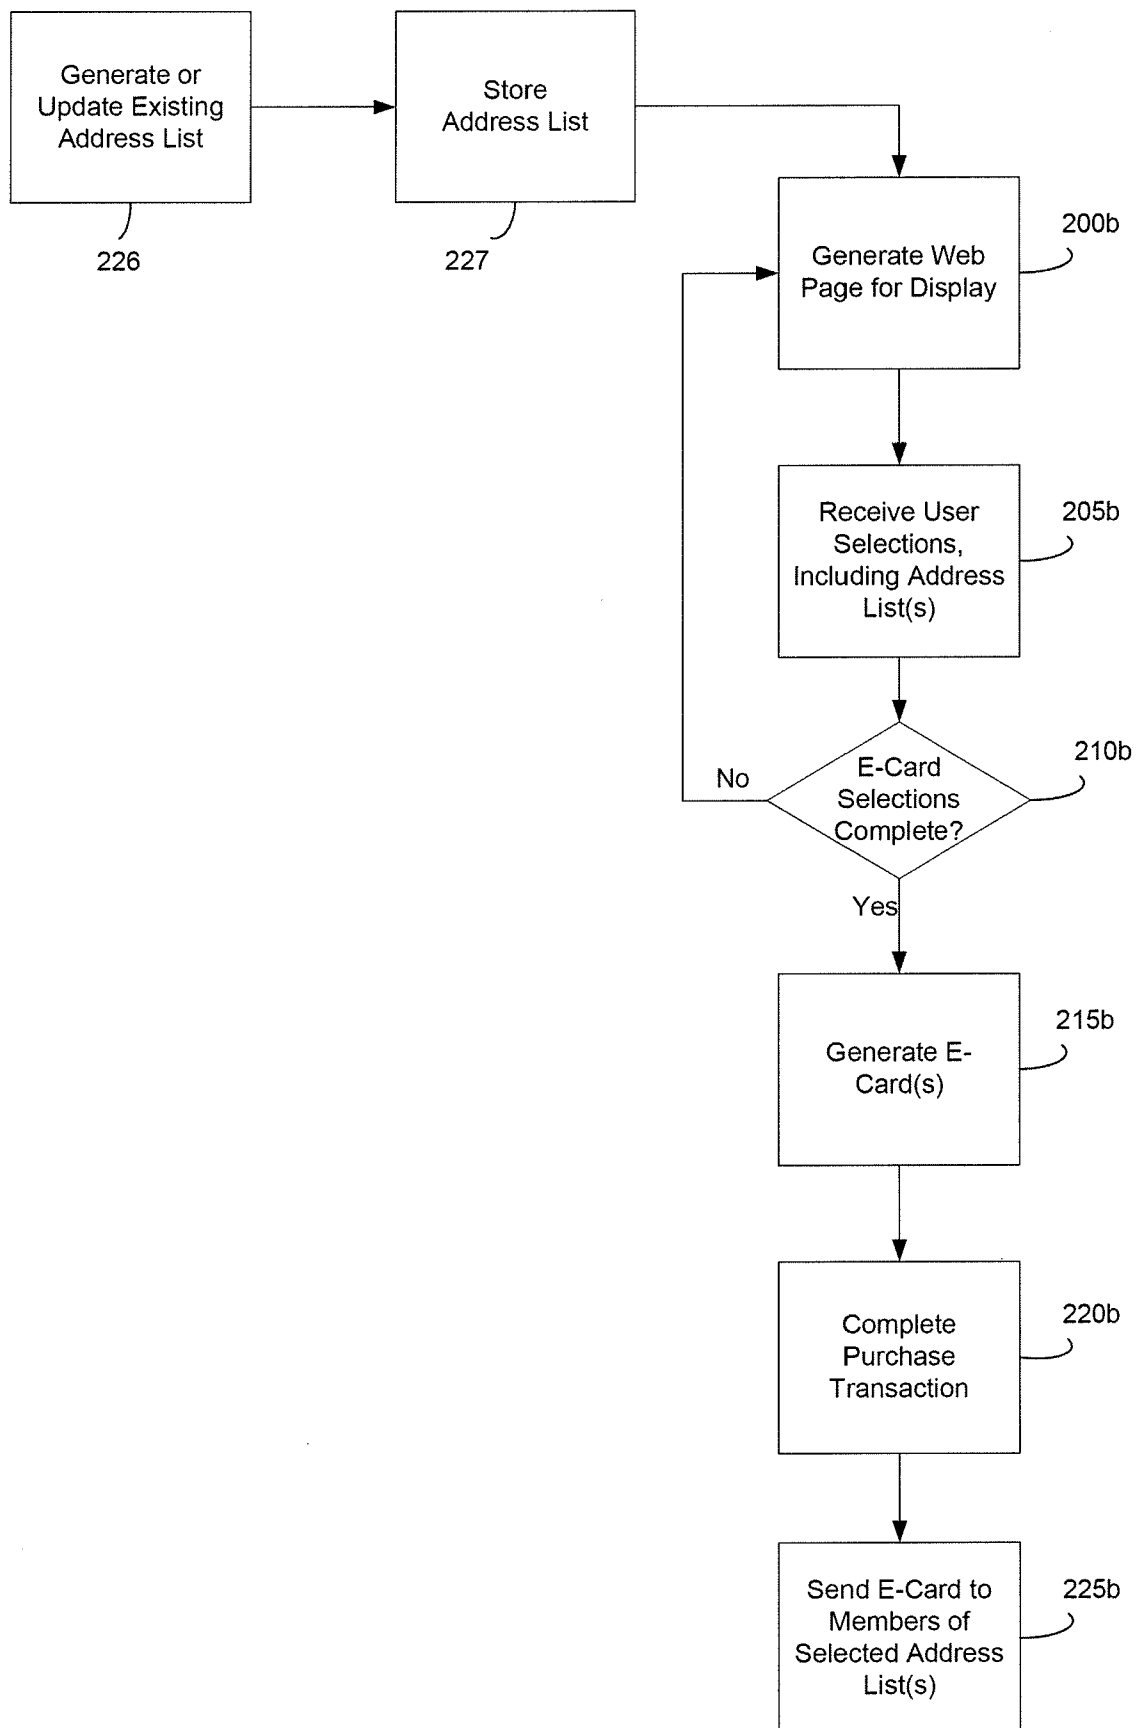 Generate or
Update Existing
Address List
226
Store
Address List
227
Generate Web
Page for Display
200b
Receive User
Selections,
Including Address
List(s)
205b
E-Card
Selections
Complete?
210b
No
Yes
Generate E-
Card(s)
215b
Complete
Purchase
Transaction
220b
Send E-Card to
Members of
Selected Address
List(s)
225b